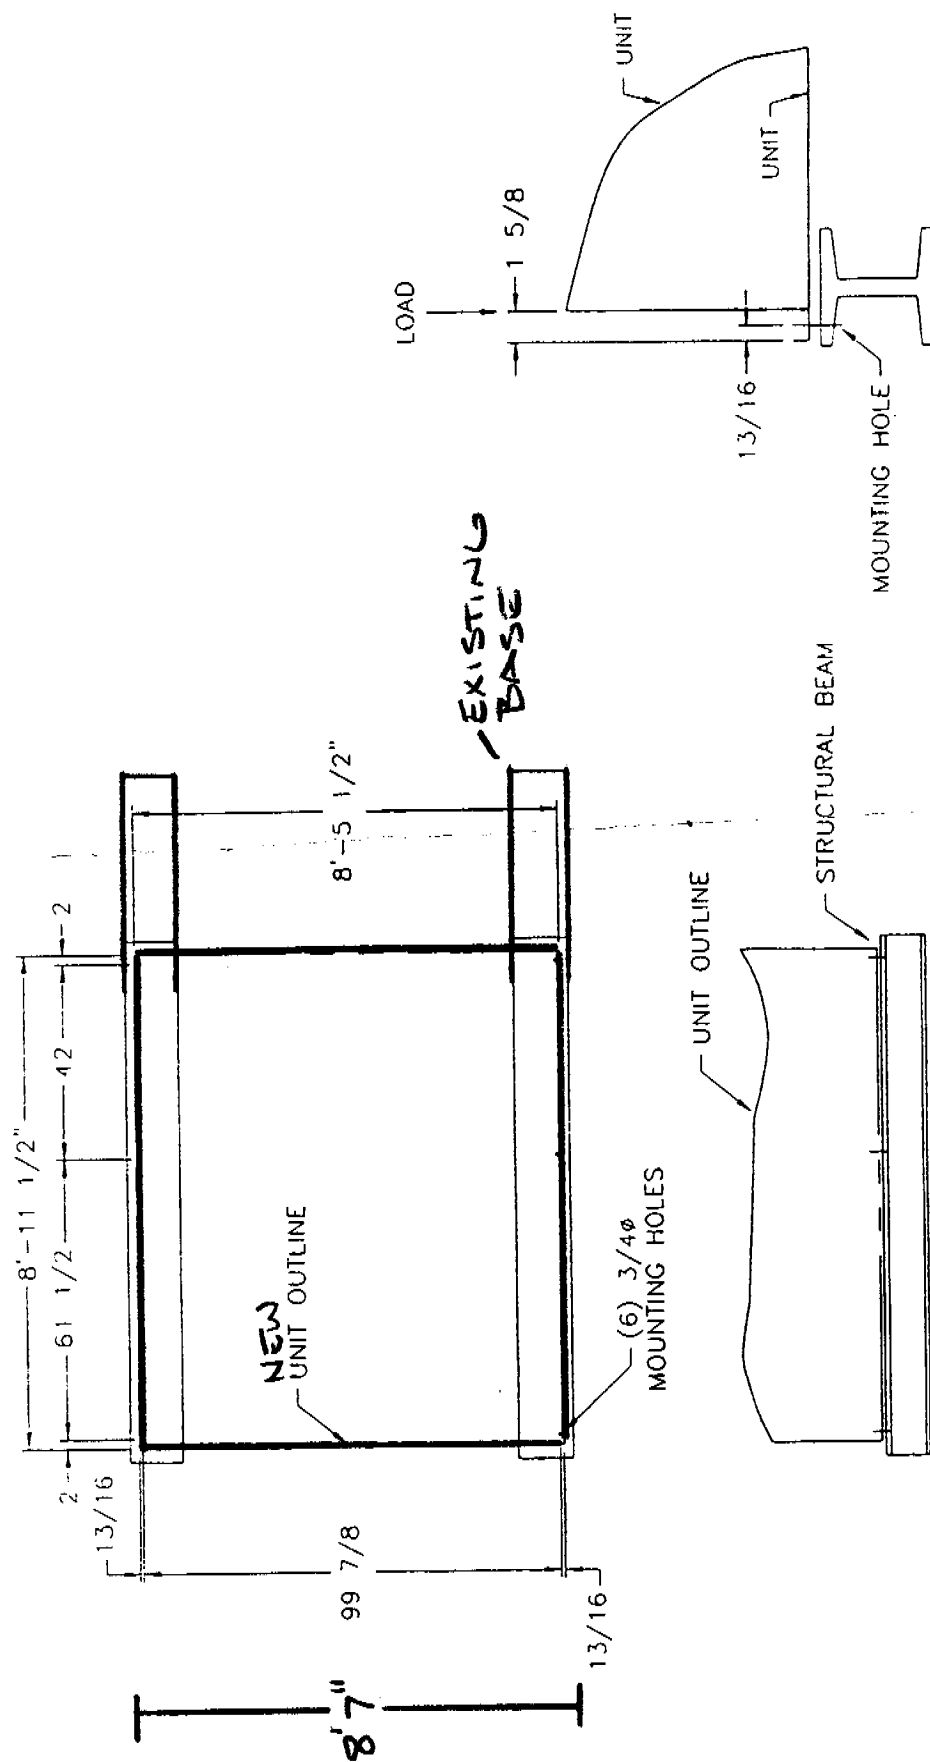 8'-11 1/2"
2
61 1/2
42
2
13/16
99 7/8
13/16
8'7"
NEW
UNIT OUTLINE
(6) 3/4ø
MOUNTING HOLES
8'-5 1/2"
EXISTING
BASE
UNIT OUTLINE
STRUCTURAL BEAM
LOAD
1 5/8
13/16
UNIT
UNIT
MOUNTING HOLE